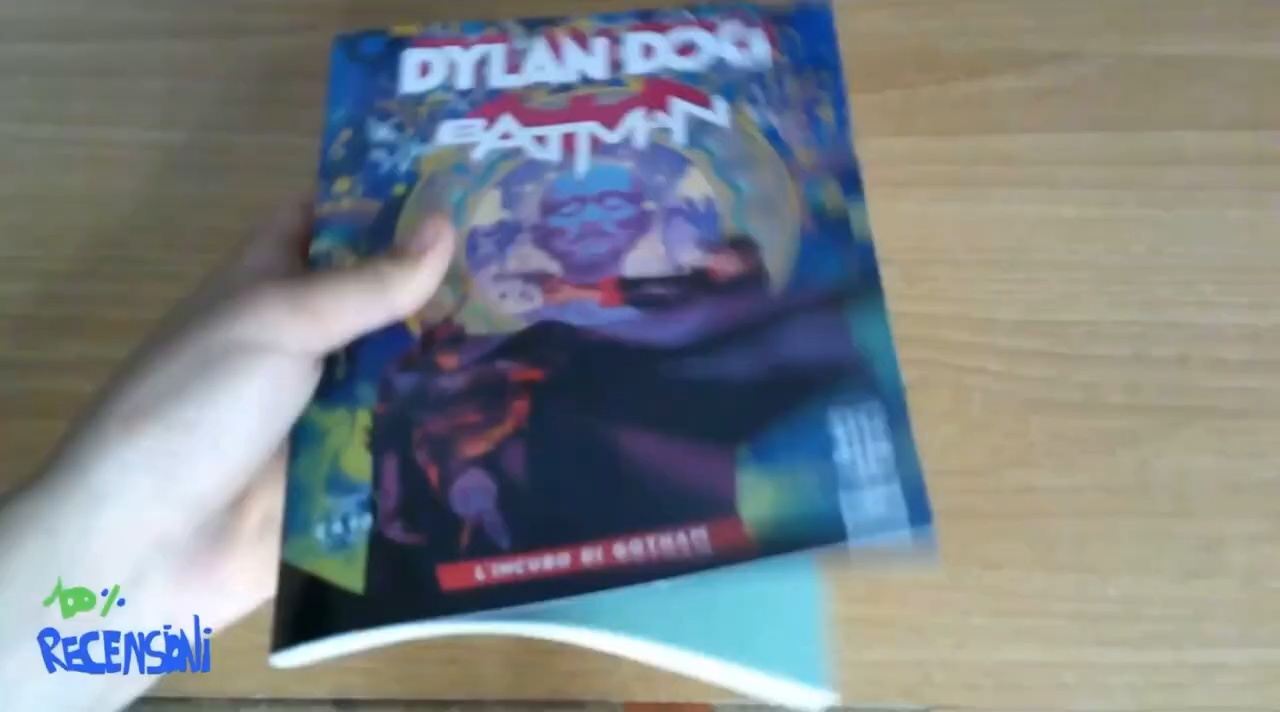 DYLAN DOG
BATMAN
L'INCUBO DI GOTHAM
100%
RECENSIONI